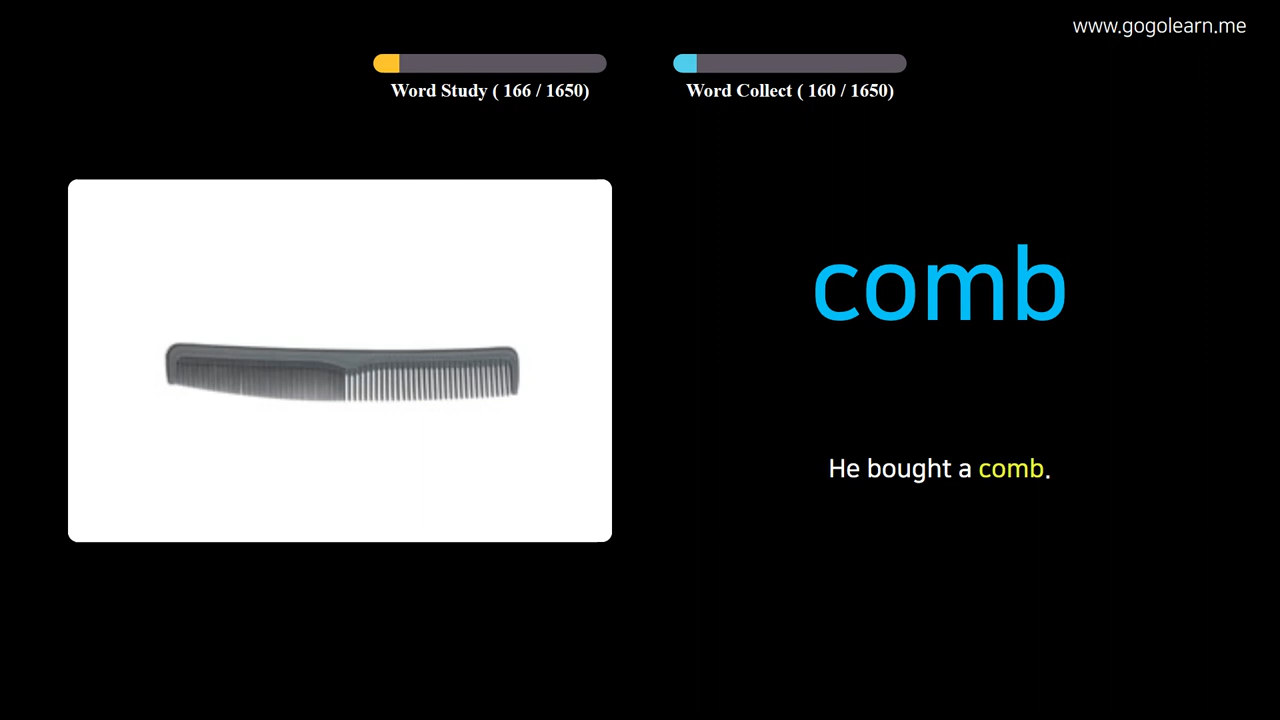 www.gogolearn.me
Word Study ( 166 / 1650)
Word Collect ( 160 / 1650)
comb
He bought a comb.